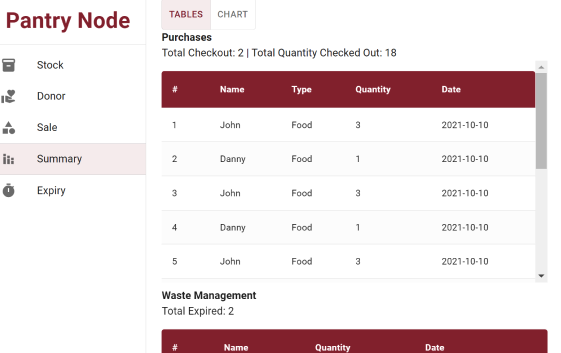 Pantry Node
Stock
Donor
Sale
Summary
Expiry
TABLES CHART
Purchases
Total Checkout: 2 | Total Quantity Checked Out: 18
# Name Type Quantity Date
1 John Food 3 2021-10-10
2 Danny Food 1 2021-10-10
3 John Food 3 2021-10-10
4 Danny Food 1 2021-10-10
5 John Food 3 2021-10-10
Waste Management
Total Expired: 2
# Name Quantity Date